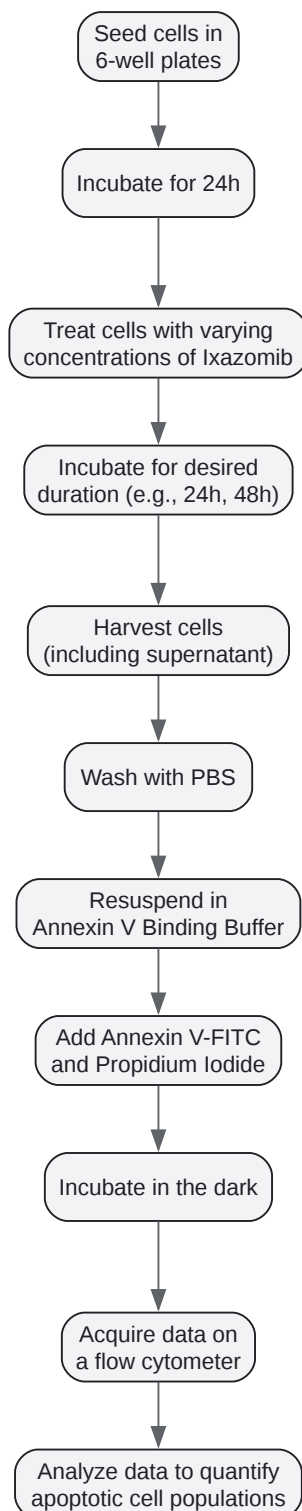 Seed cells in
6-well plates
Incubate for 24h
Treat cells with varying
concentrations of Ixazomib
Incubate for desired
duration (e.g., 24h, 48h)
Harvest cells
(including supernatant)
Wash with PBS
Resuspend in
Annexin V Binding Buffer
Add Annexin V-FITC
and Propidium Iodide
Incubate in the dark
Acquire data on
a flow cytometer
Analyze data to quantify
apoptotic cell populations